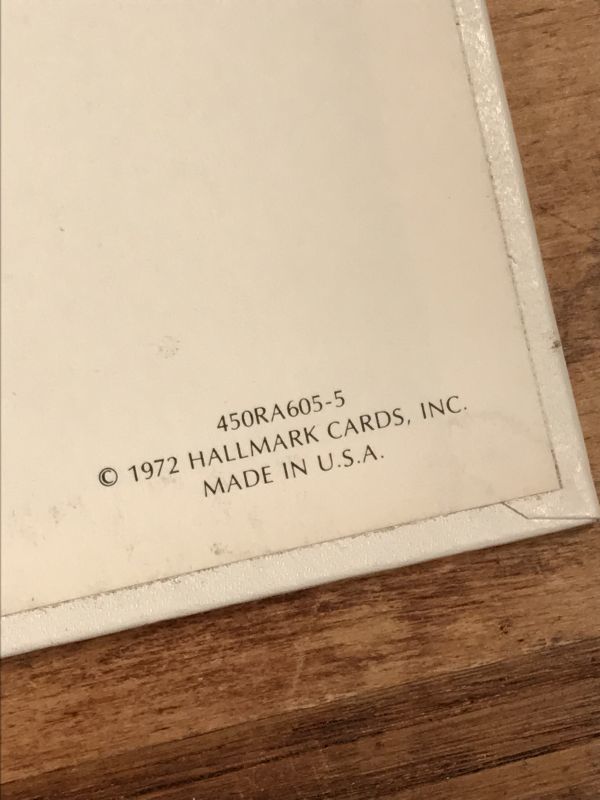 450RA605-5
© 1972 HALLMARK CARDS, INC.
MADE IN U.S.A.